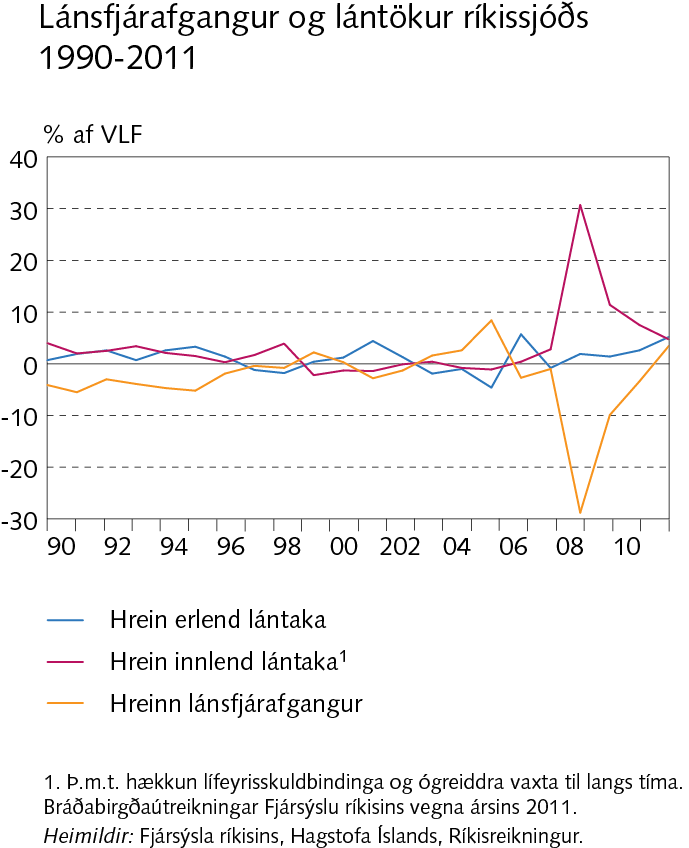 Lánsfjárafgangur og lántökur ríkissjóðs
1990-2011
% af VLF
40
30
20
10
0
-10
-20
-30
90 92 94 96 98 00 202 04 06 08 10
Hrein erlend lántaka
Hrein innlend lántaka¹
Hreinn lánsfjárafgangur
1. Þ.m.t. hækkun lífeyrisskuldbindinga og ógreiddra vaxta til langs tíma.
Bráðabirgðaútreikningar Fjársýslu ríkisins vegna ársins 2011.
Heimildir: Fjársýsla ríkisins, Hagstofa Íslands, Ríkisreikningur.